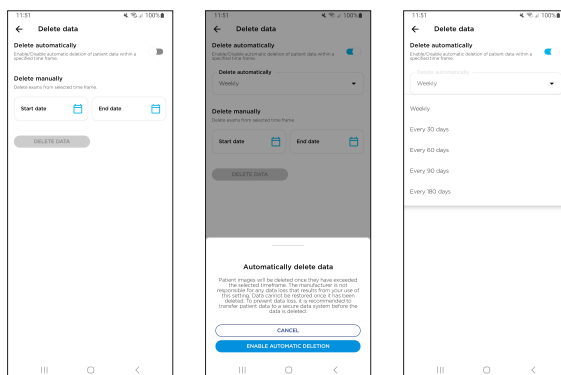 11:51
100%
Delete data
Delete automatically
Enable/Disable automatic deletion of patient data within a
specified time frame.
Delete manually
Delete exams from selected time frame.
Start date
End date
DELETE DATA
11:51
100%
Delete data
Delete automatically
Enable/Disable automatic deletion of patient data within a
specified time frame.
Delete automatically
Weekly
Delete manually
Delete exams from selected time frame.
Start date
End date
DELETE DATA
Automatically delete data
Patient images will be deleted once they have exceeded
the selected timeframe. The manufacturer is not
responsible for any data loss that results from your use of
this setting. Data cannot be restored once it has been
deleted. To prevent data loss, it is recommended to
transfer patient data to a secure data system before the
data is deleted.
CANCEL
ENABLE AUTOMATIC DELETION
11:51
100%
Delete data
Delete automatically
Enable/Disable automatic deletion of patient data within a
specified time frame.
Delete automatically
Weekly
Weekly
Every 30 days
Every 60 days
Every 90 days
Every 180 days